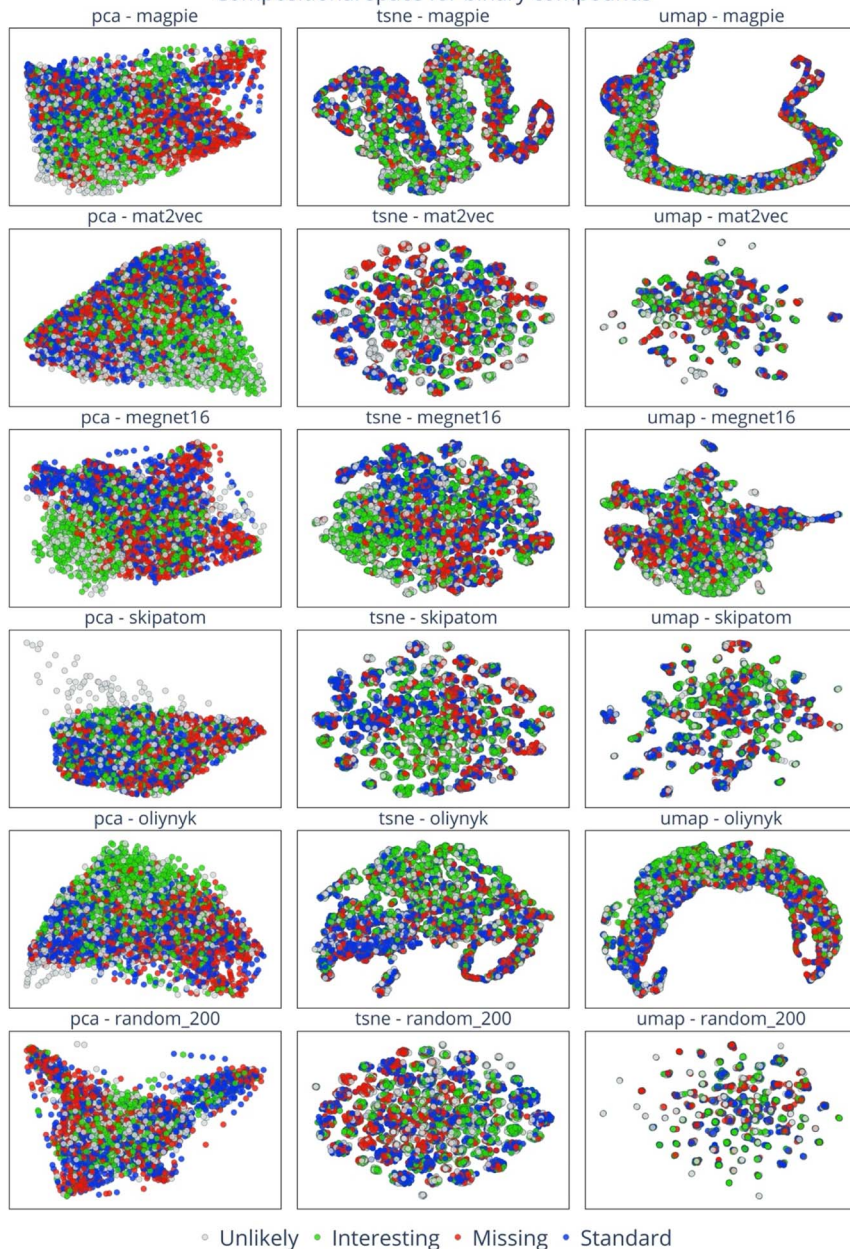 pca - magpie tsne - magpie umap - magpie
pca - mat2vec tsne - mat2vec umap - mat2vec
pca - megnet16 tsne - megnet16 umap - megnet16
pca - skipatom tsne - skipatom umap - skipatom
pca - oliynyk tsne - oliynyk umap - oliynyk
pca - random_200 tsne - random_200 umap - random_200
Unlikely Interesting Missing Standard